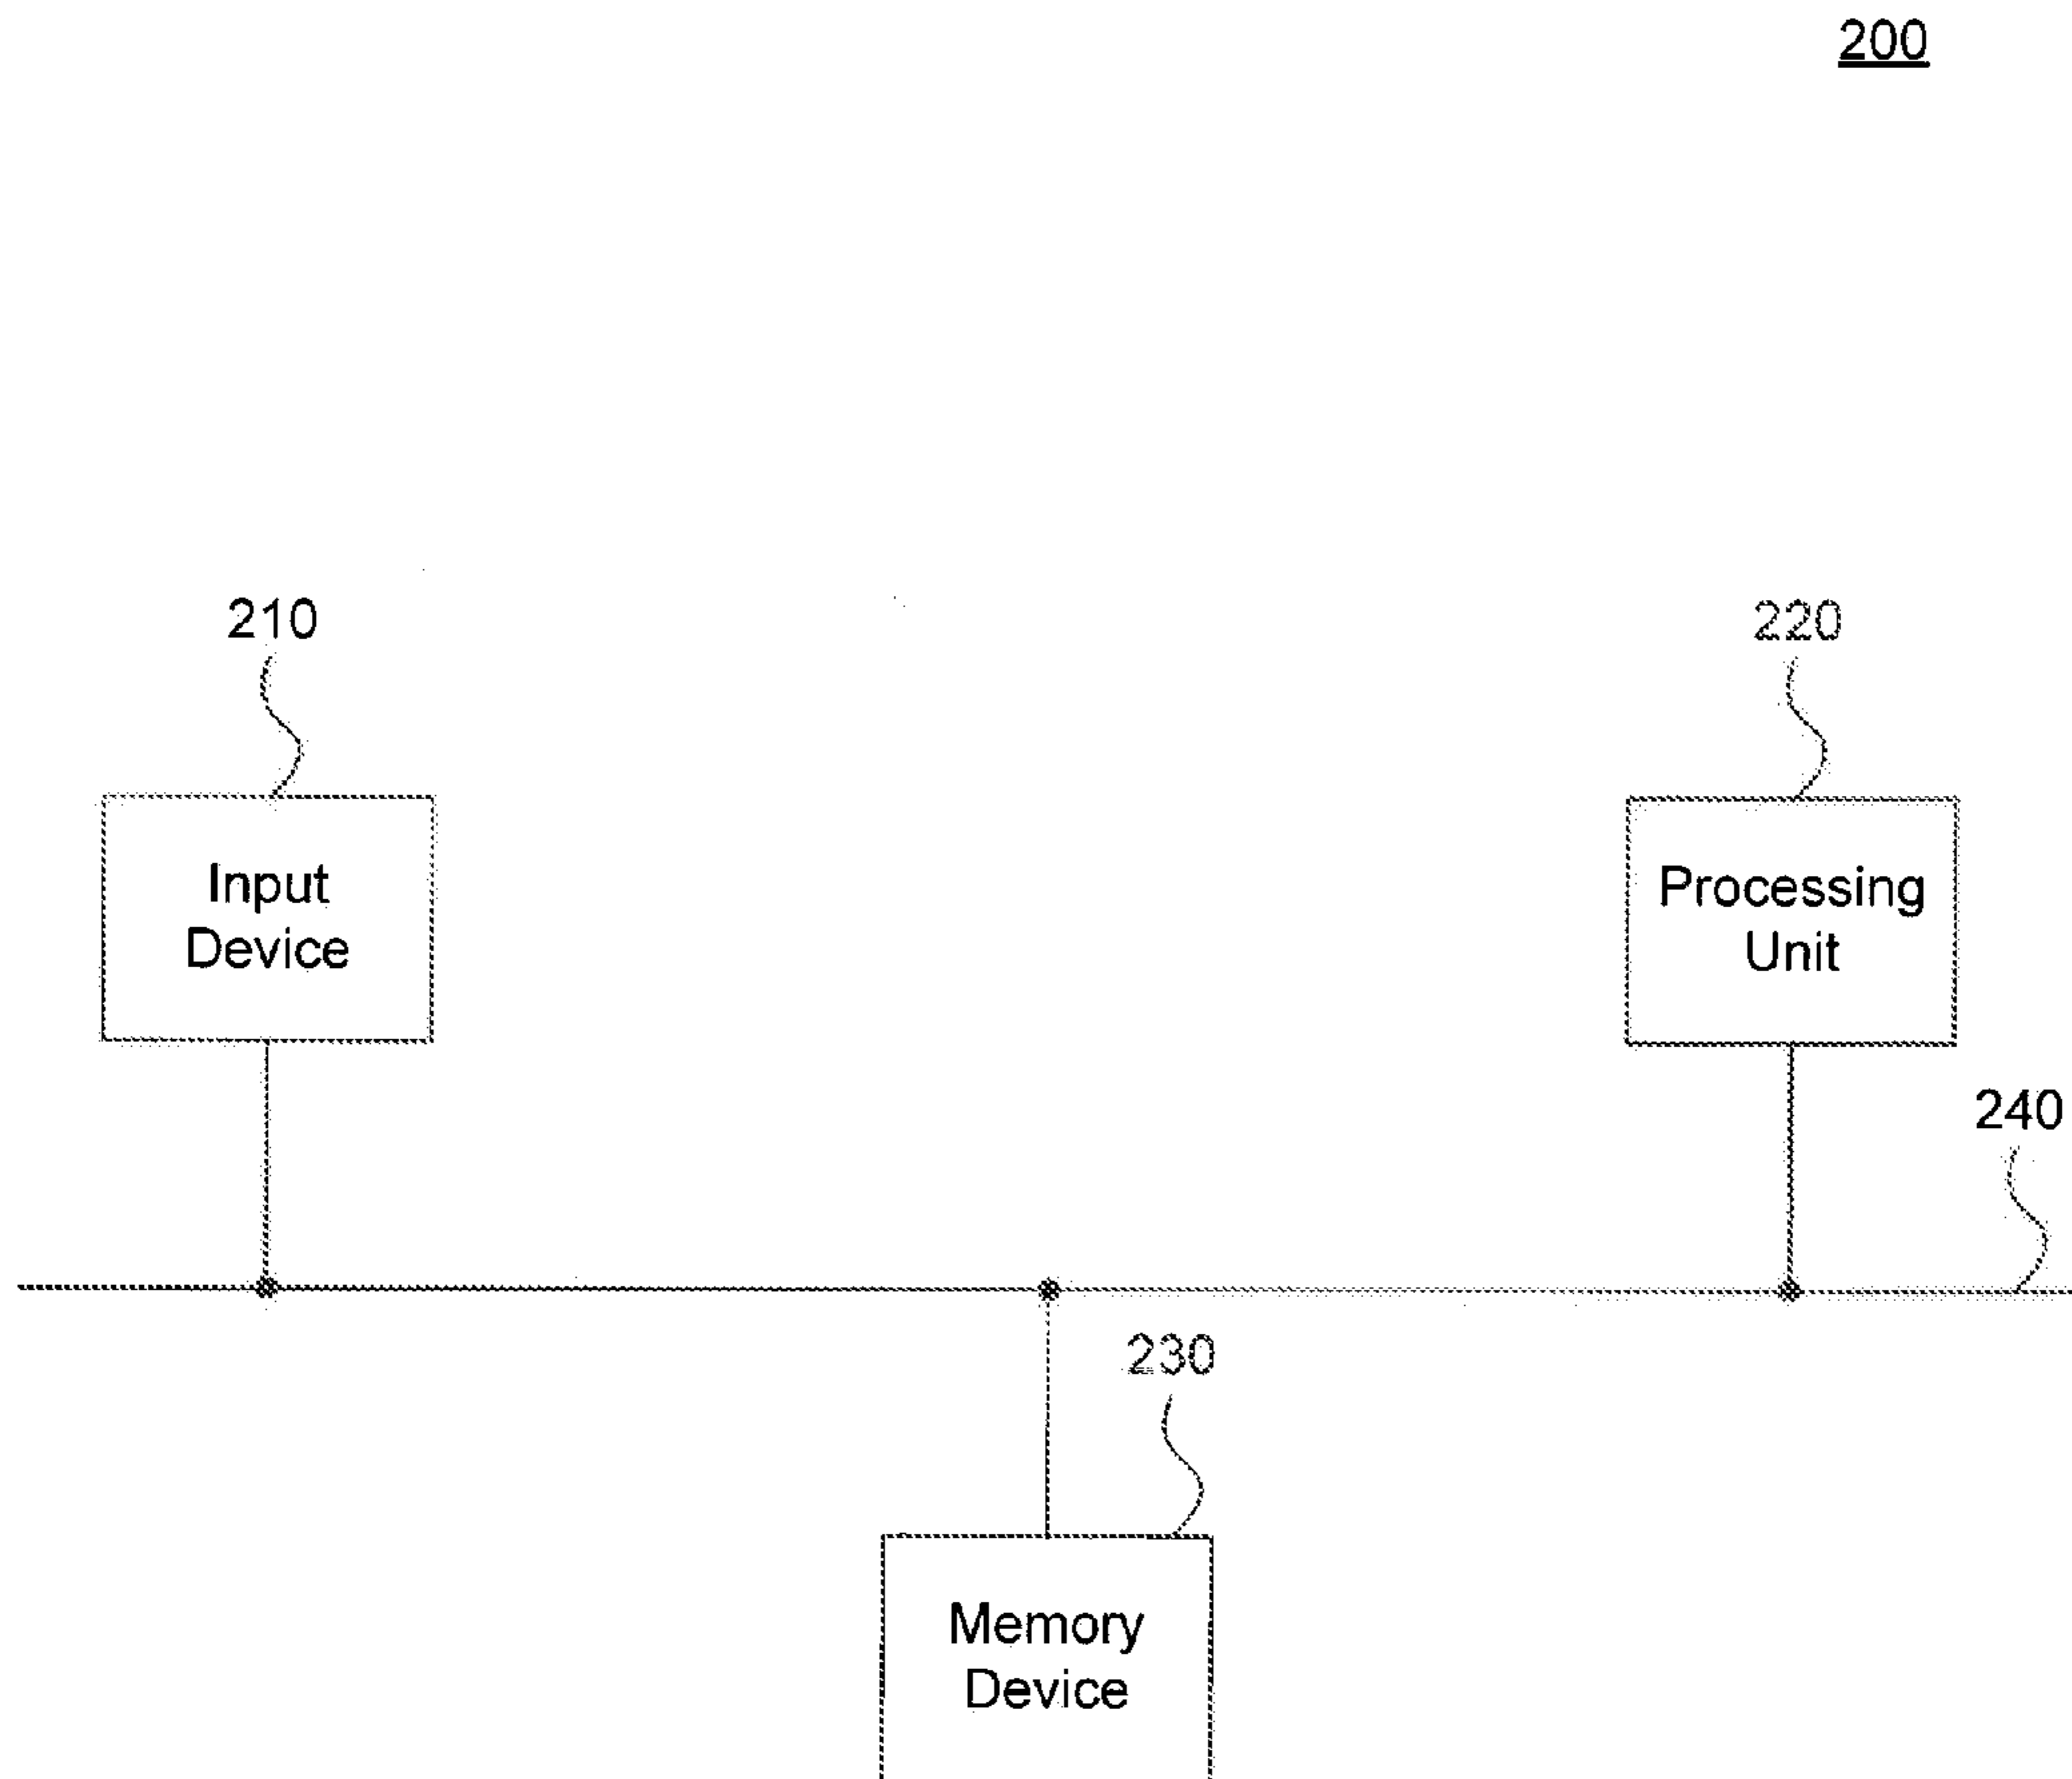 200
210
220
Input
Device
Processing
Unit
240
230
Memory
Device